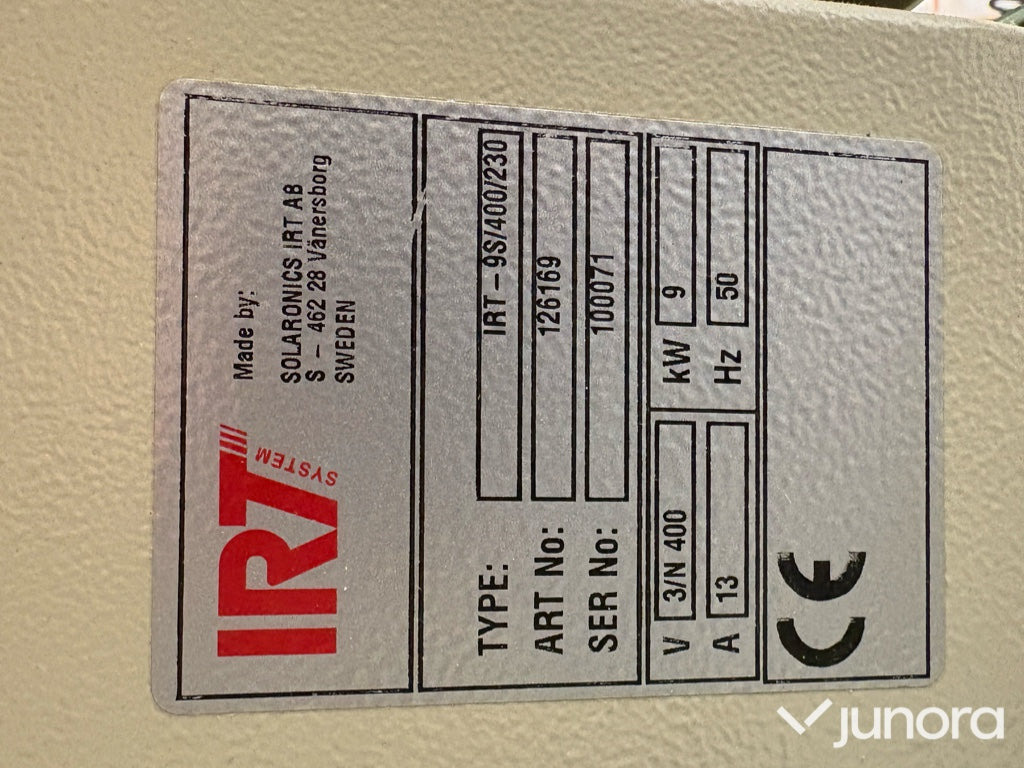 IRT
SYSTEM
Made by:
SOLARONICS IRT AB
S - 462 28 Vänersborg
SWEDEN
TYPE: IRT-9S/400/230
ART No: 126169
SER No: 100071
V 3/N 400 kW 9
A 13 Hz 50
CE
junora